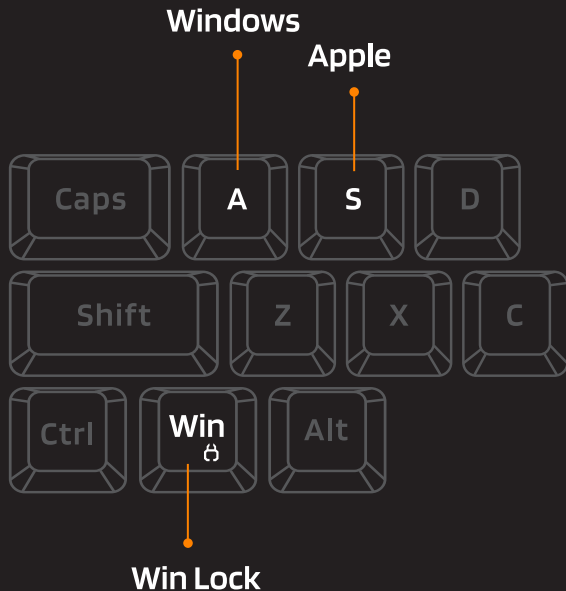 Windows
Apple
Caps A S D
Shift Z X C
Ctrl Win Alt
Win Lock